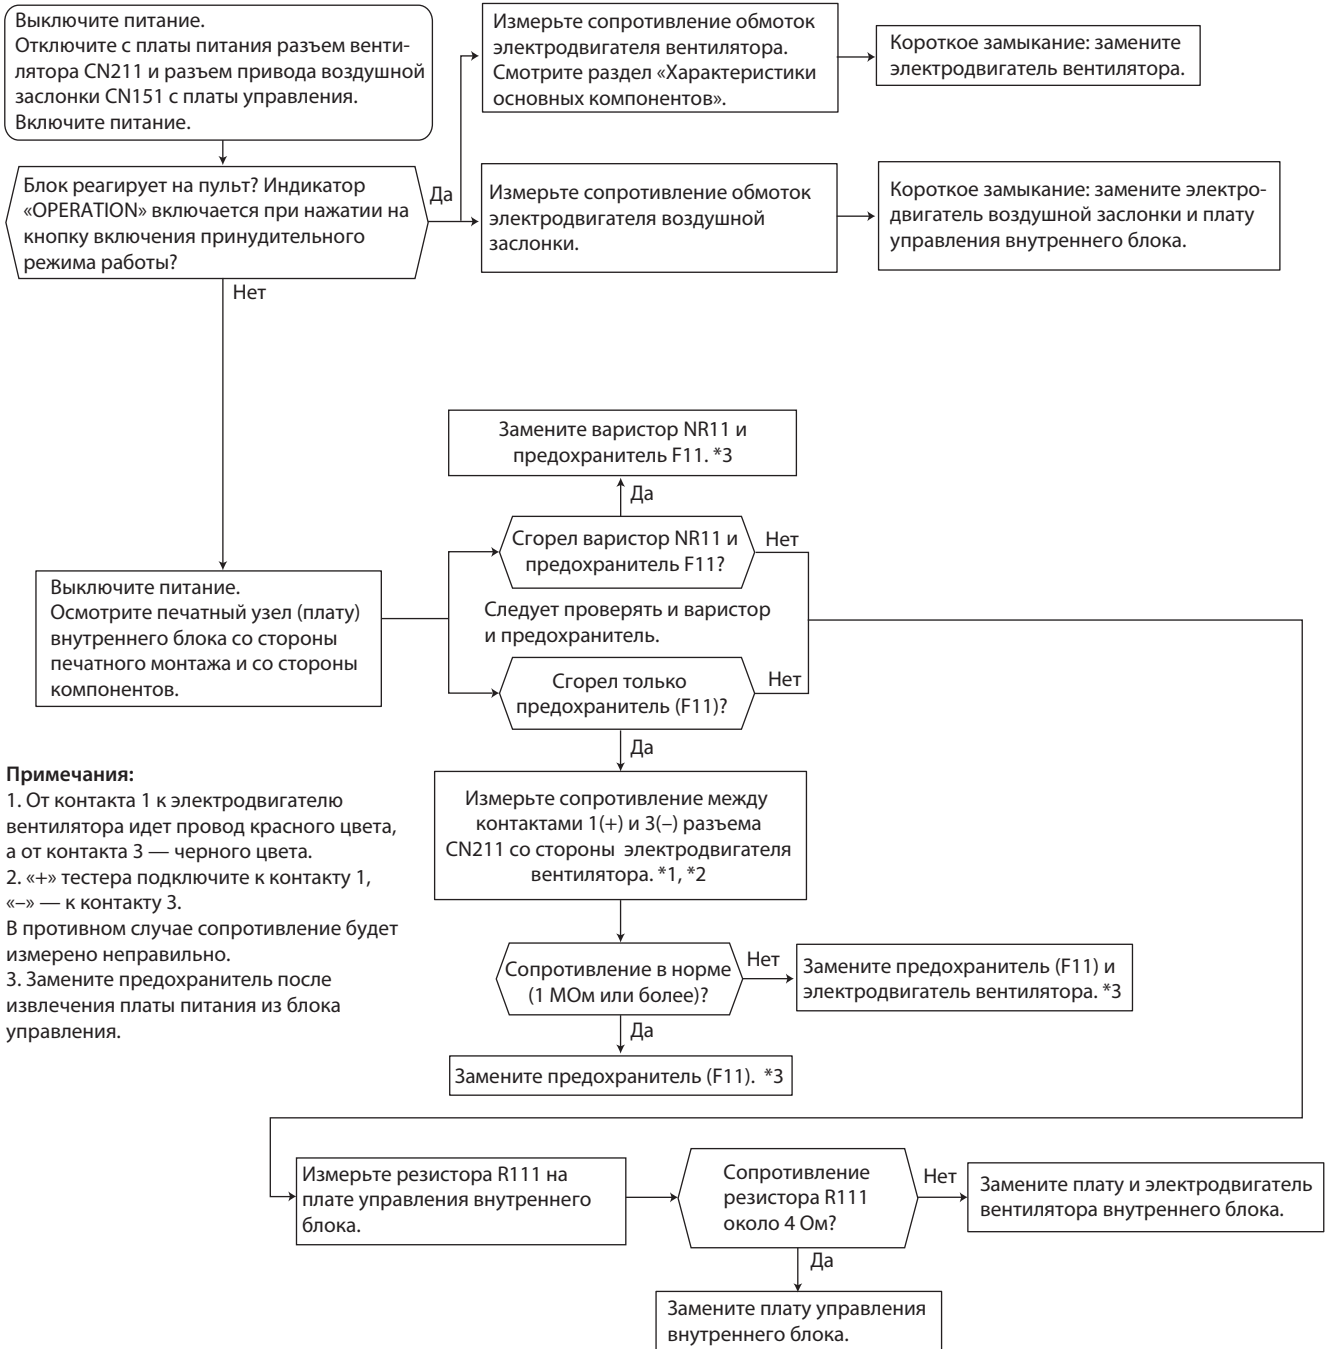 Выключите питание.
Отключите с платы питания разъем венти-
лятора CN211 и разъем привода воздушной
заслонки CN151 с платы управления.
Включите питание.
Измерьте сопротивление обмоток
электродвигателя вентилятора.
Смотрите раздел «Характеристики
основных компонентов».
Короткое замыкание: замените
электродвигатель вентилятора.
Блок реагирует на пульт? Индикатор
«OPERATION» включается при нажатии на
кнопку включения принудительного
режима работы?
Да
Измерьте сопротивление обмоток
электродвигателя воздушной
заслонки.
Короткое замыкание: замените электро-
двигатель воздушной заслонки и плату
управления внутреннего блока.
Нет
Замените варистор NR11 и
предохранитель F11. *3
Да
Сгорел варистор NR11 и
предохранитель F11?
Нет
Выключите питание.
Осмотрите печатный узел (плату)
внутреннего блока со стороны
печатного монтажа и со стороны
компонентов.
Следует проверять и варистор
и предохранитель.
Сгорел только
предохранитель (F11)?
Нет
Да
Примечания:
1. От контакта 1 к электродвигателю
вентилятора идет провод красного цвета,
а от контакта 3 — черного цвета.
2. «+» тестера подключите к контакту 1,
«–» — к контакту 3.
В противном случае сопротивление будет
измерено неправильно.
3. Замените предохранитель после
извлечения платы питания из блока
управления.
Измерьте сопротивление между
контактами 1(+) и 3(–) разъема
CN211 со стороны электродвигателя
вентилятора. *1, *2
Сопротивление в норме
(1 МОм или более)?
Нет
Замените предохранитель (F11) и
электродвигатель вентилятора. *3
Да
Замените предохранитель (F11). *3
Измерьте резистора R111 на
плате управления внутреннего
блока.
Сопротивление
резистора R111
около 4 Ом?
Нет
Замените плату и электродвигатель
вентилятора внутреннего блока.
Да
Замените плату управления
внутреннего блока.